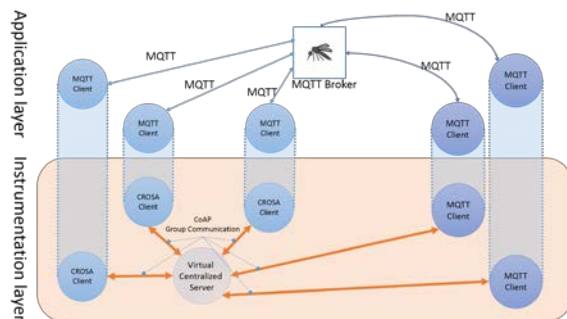 Application layer
Instrumentation layer
MQTT
MQTT
MQTT
MQTT
MQTT
MQTT Broker
MQTT
Client
MQTT
Client
MQTT
Client
MQTT
Client
MQTT
Client
CROSA
Client
CROSA
Client
CROSA
Client
CoAP
Group Communication
Virtual
Centralized
Server
MQTT
Client
MQTT
Client